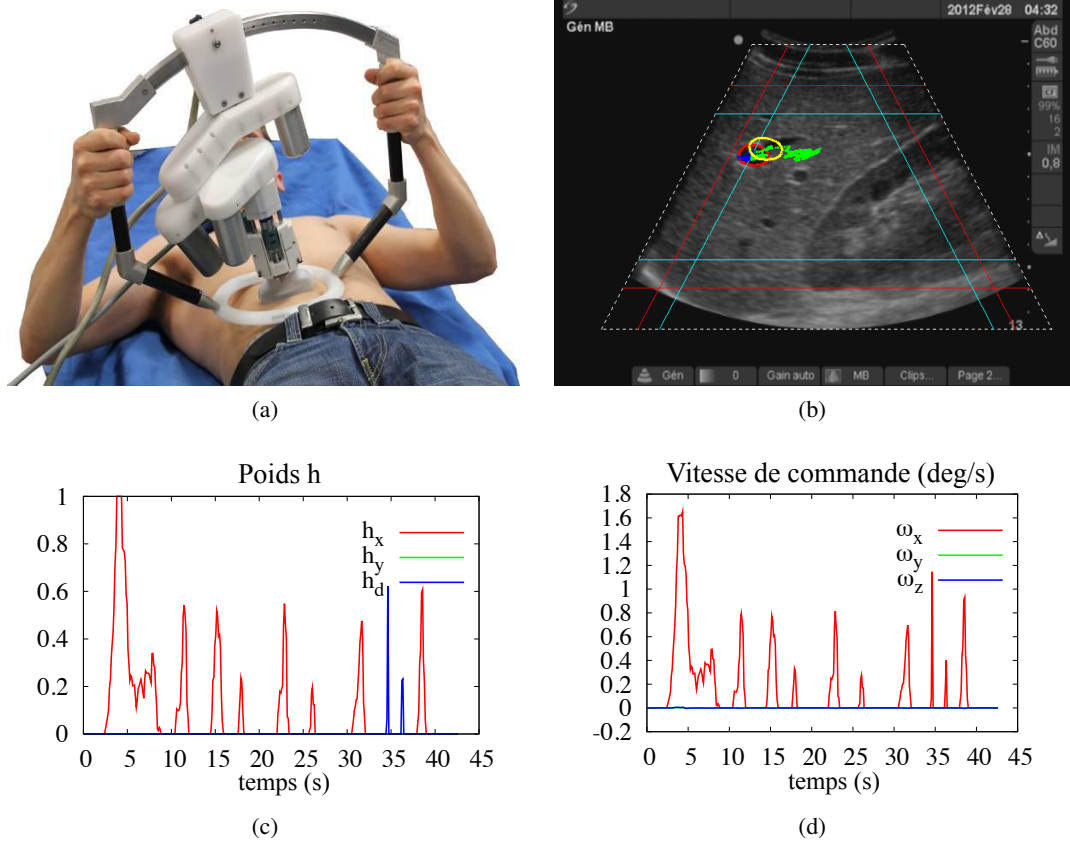 2012Fév28 04:32
Gén MB
Abd
C60
CF
99%
16
2
IM
0,8
13
Gén
0
Gain auto
MB
Clips...
Page 2...
(a)
(b)
Poids h
1
0.8
0.6
0.4
0.2
0
h_x
h_y
h_d
0 5 10 15 20 25 30 35 40 45
temps (s)
(c)
Vitesse de commande (deg/s)
1.8
1.6
1.4
1.2
1
0.8
0.6
0.4
0.2
0
-0.2
ω_x
ω_y
ω_z
0 5 10 15 20 25 30 35 40 45
temps (s)
(d)